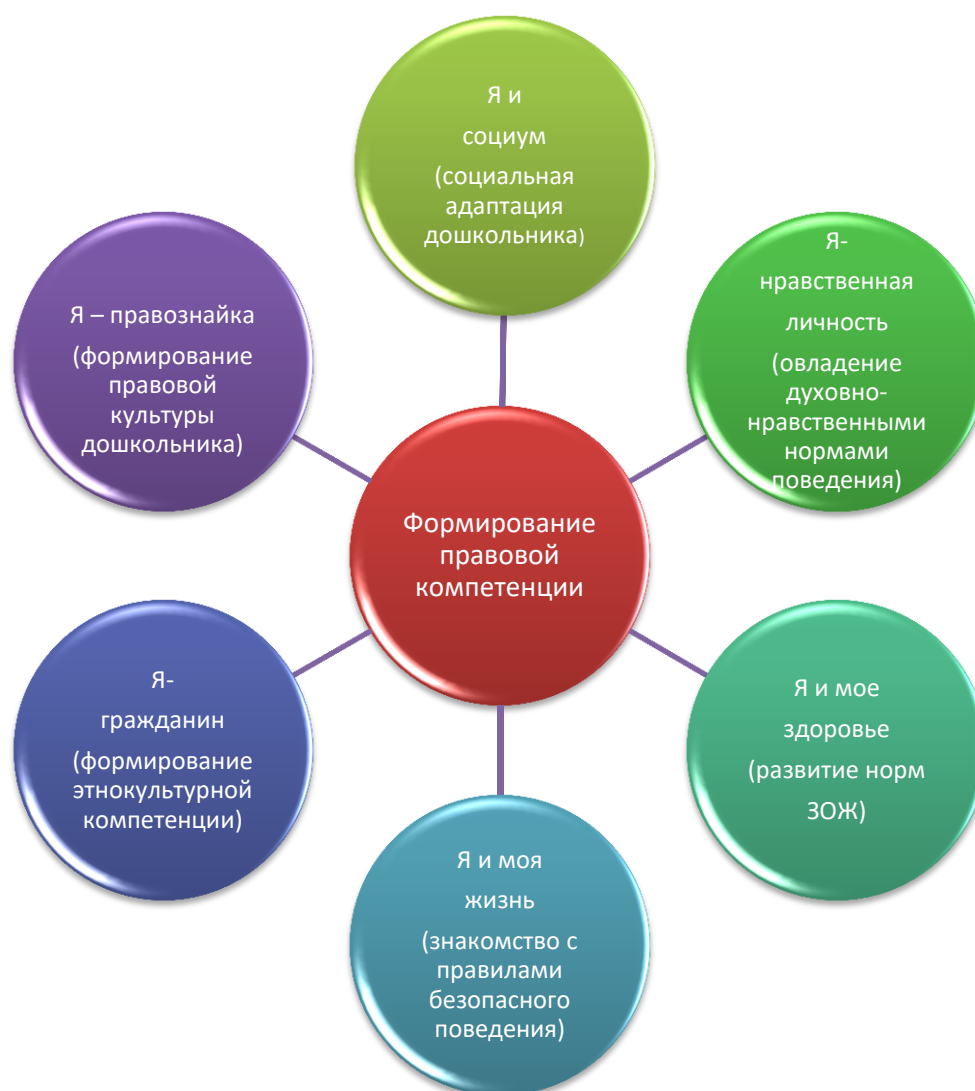 Я и
социум
(социальная
адаптация
дошкольника)
Я-
нравственная
личность
(овладение
духовно-
нравственными
нормами
поведения)
Я – правознайка
(формирование
правовой
культуры
дошкольника)
Формирование
правовой
компетенции
Я-
гражданин
(формирование
этнокультурной
компетенции)
Я и мое
здоровье
(развитие норм
ЗОЖ)
Я и моя
жизнь
(знакомство с
правилами
безопасного
поведения)